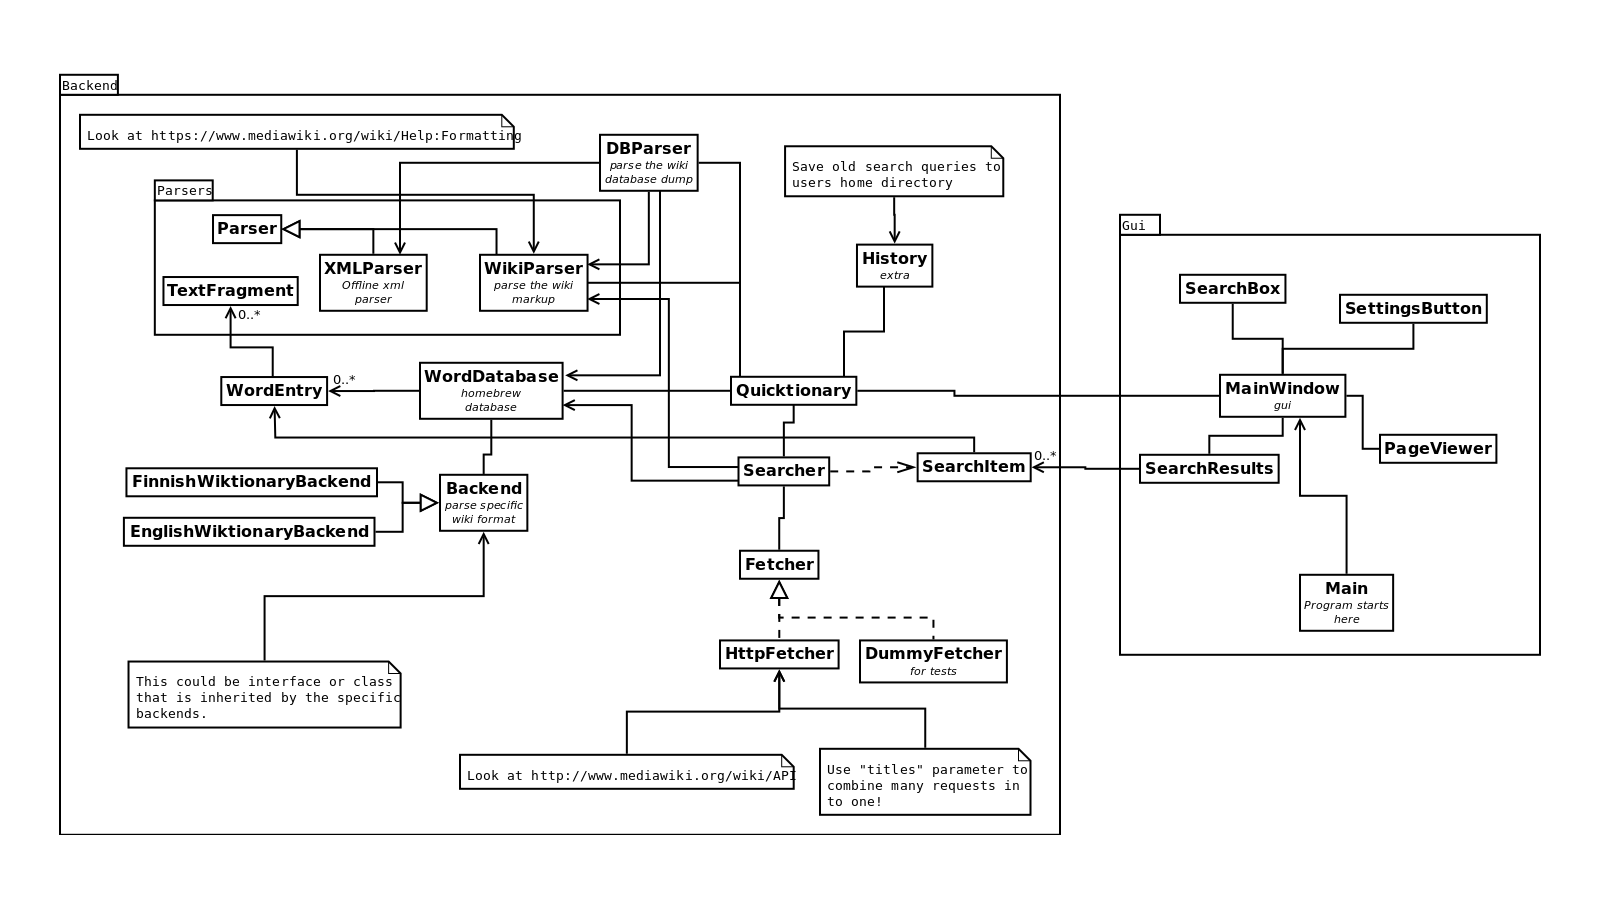 Backend
Look at https://www.mediawiki.org/wiki/Help:Formatting
DBParser
parse the wiki
database dump
Save old search queries to
users home directory
Parsers
Parser
XMLParser
Offline xml
parser
WikiParser
parse the wiki
markup
TextFragment
0..*
History
extra
Gui
SearchBox
SettingsButton
WordEntry
0..*
WordDatabase
homebrew
database
Quicktionary
MainWindow
gui
PageViewer
Searcher
SearchItem
0..*
SearchResults
FinnishWiktionaryBackend
EnglishWiktionaryBackend
Backend
parse specific
wiki format
Fetcher
Main
Program starts
here
HttpFetcher
DummyFetcher
for tests
This could be interface or class
that is inherited by the specific
backends.
Look at http://www.mediawiki.org/wiki/API
Use "titles" parameter to
combine many requests in
to one!